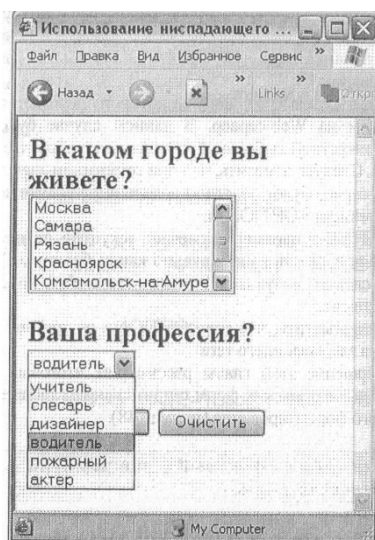 Использование ниспадающего ...
Файл Правка Вид Избранное Сервис »
Назад » Links »
В каком городе вы
живете?
Москва
Самара
Рязань
Красноярск
Комсомольск-на-Амуре
Ваша профессия?
водитель
учитель
слесарь
дизайнер
водитель
пожарный
актер
Очистить
My Computer